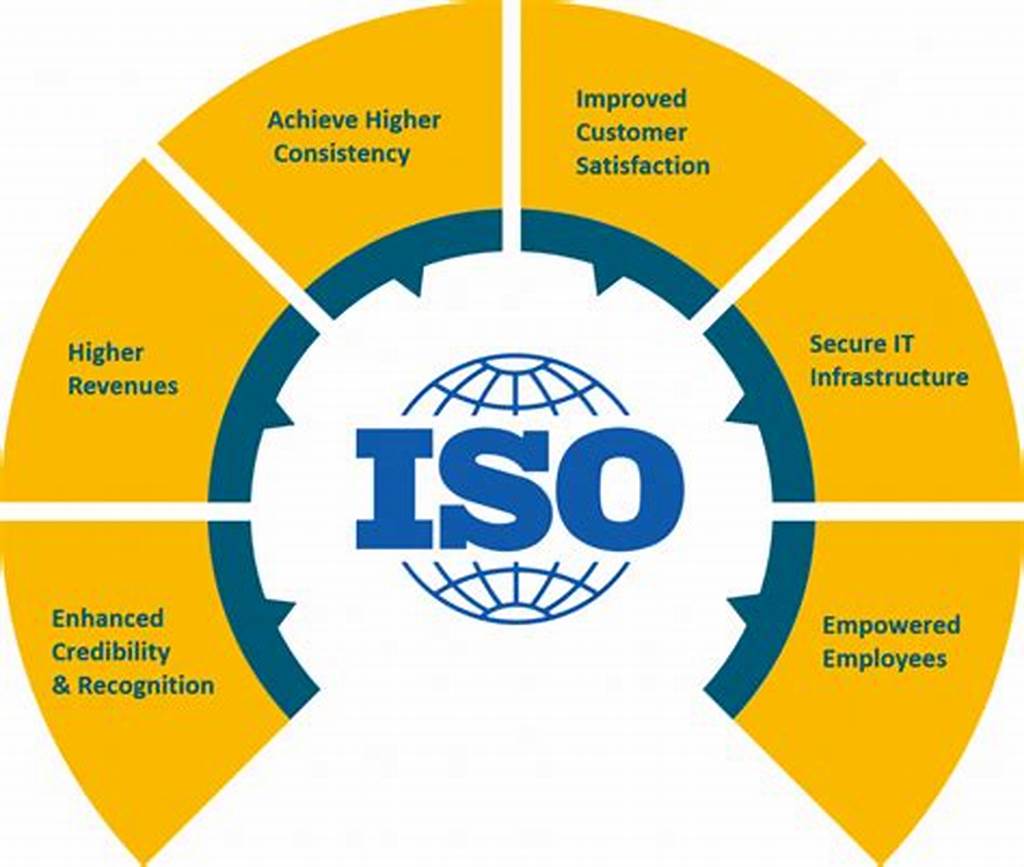 Achieve Higher
Consistency
Improved
Customer
Satisfaction
Higher
Revenues
Secure IT
Infrastructure
ISO
Enhanced
Credibility
& Recognition
Empowered
Employees